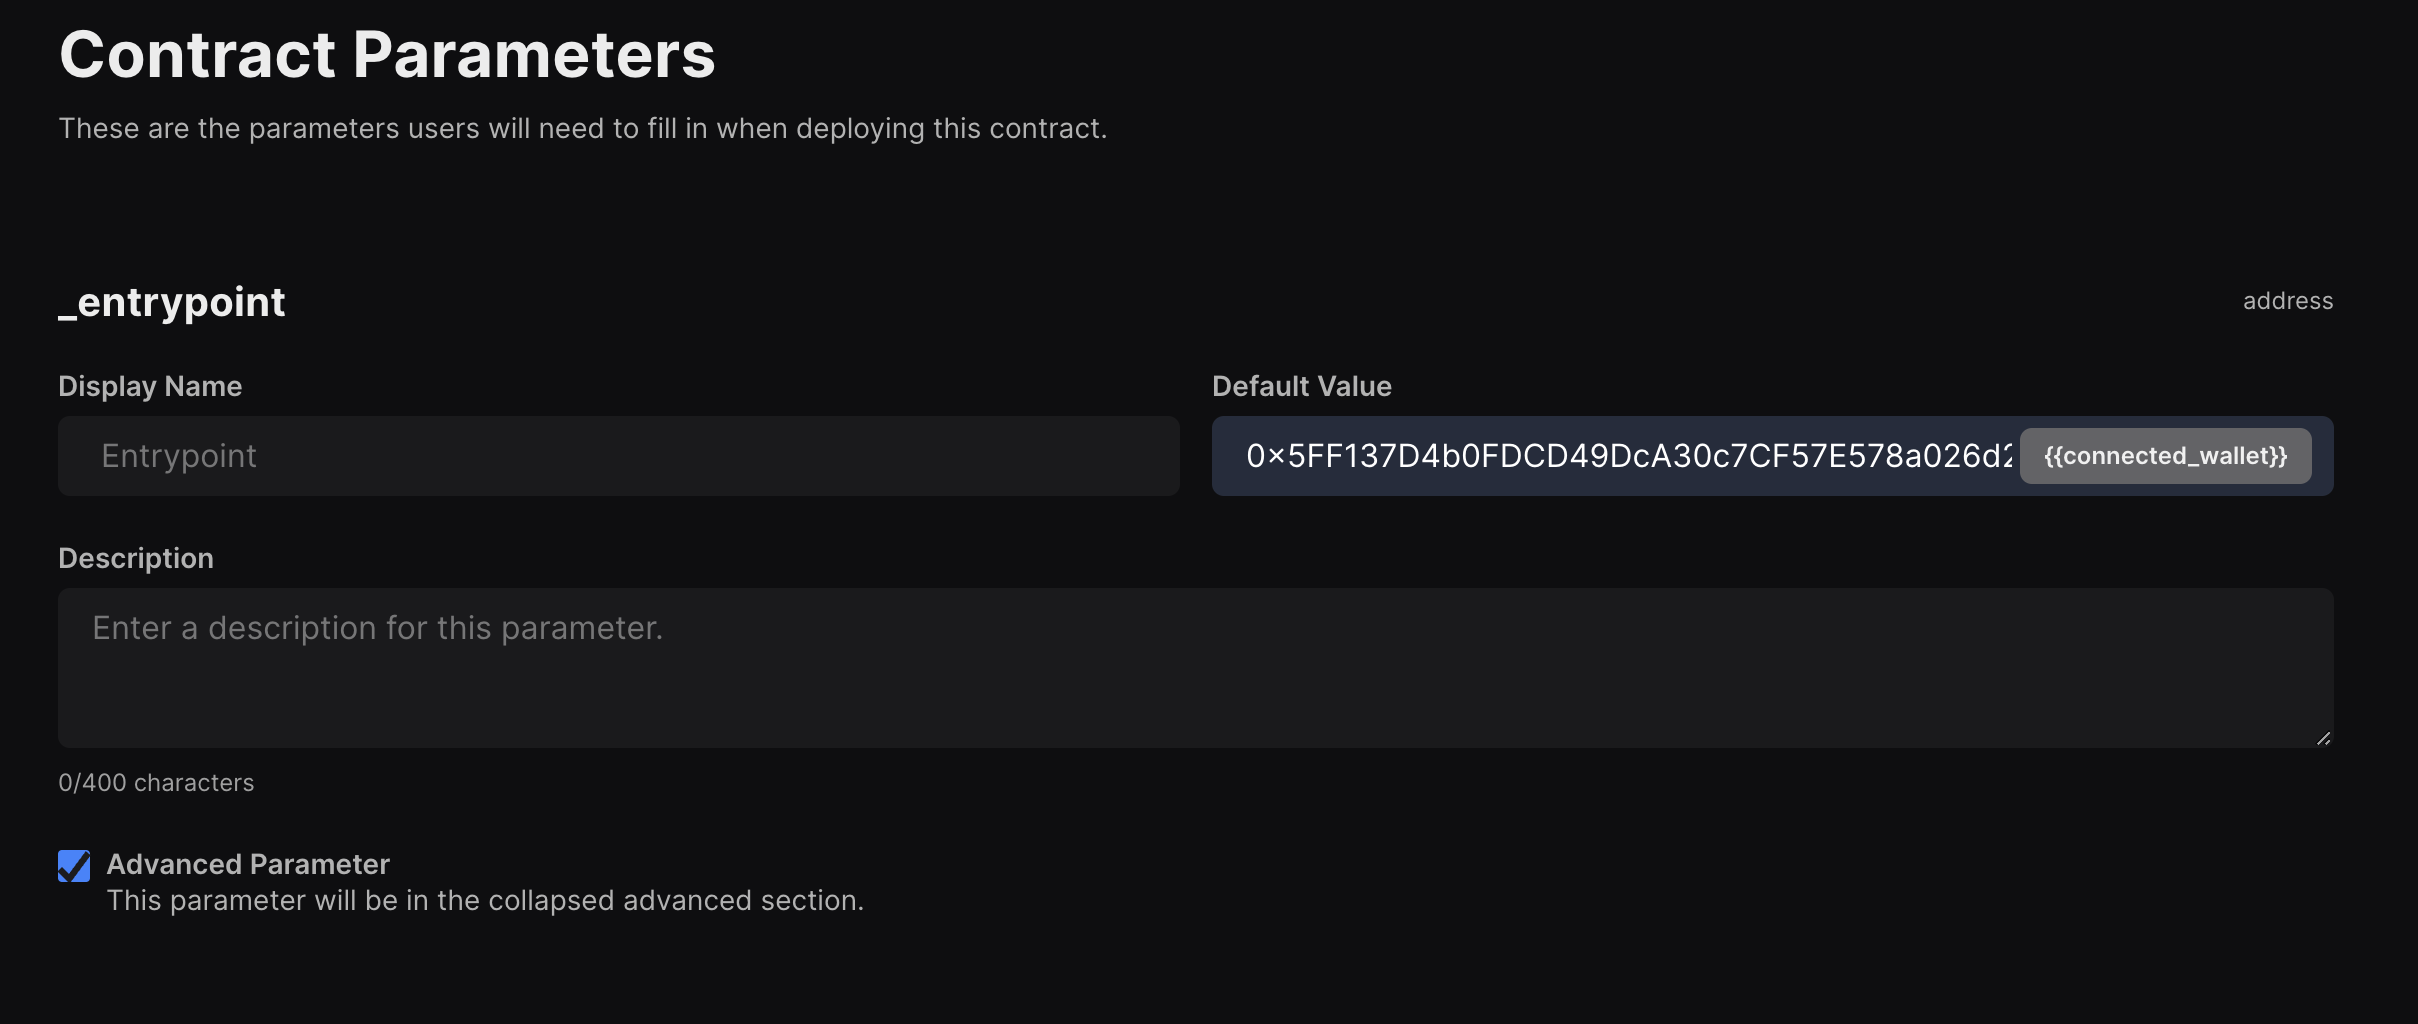 Contract Parameters
These are the parameters users will need to fill in when deploying this contract.
_entrypoint
address
Display Name
Default Value
Entrypoint
0x5FF137D4b0FDCD49DcA30c7CF57E578a026d2
{{connected_wallet}}
Description
Enter a description for this parameter.
0/400 characters
Advanced Parameter
This parameter will be in the collapsed advanced section.